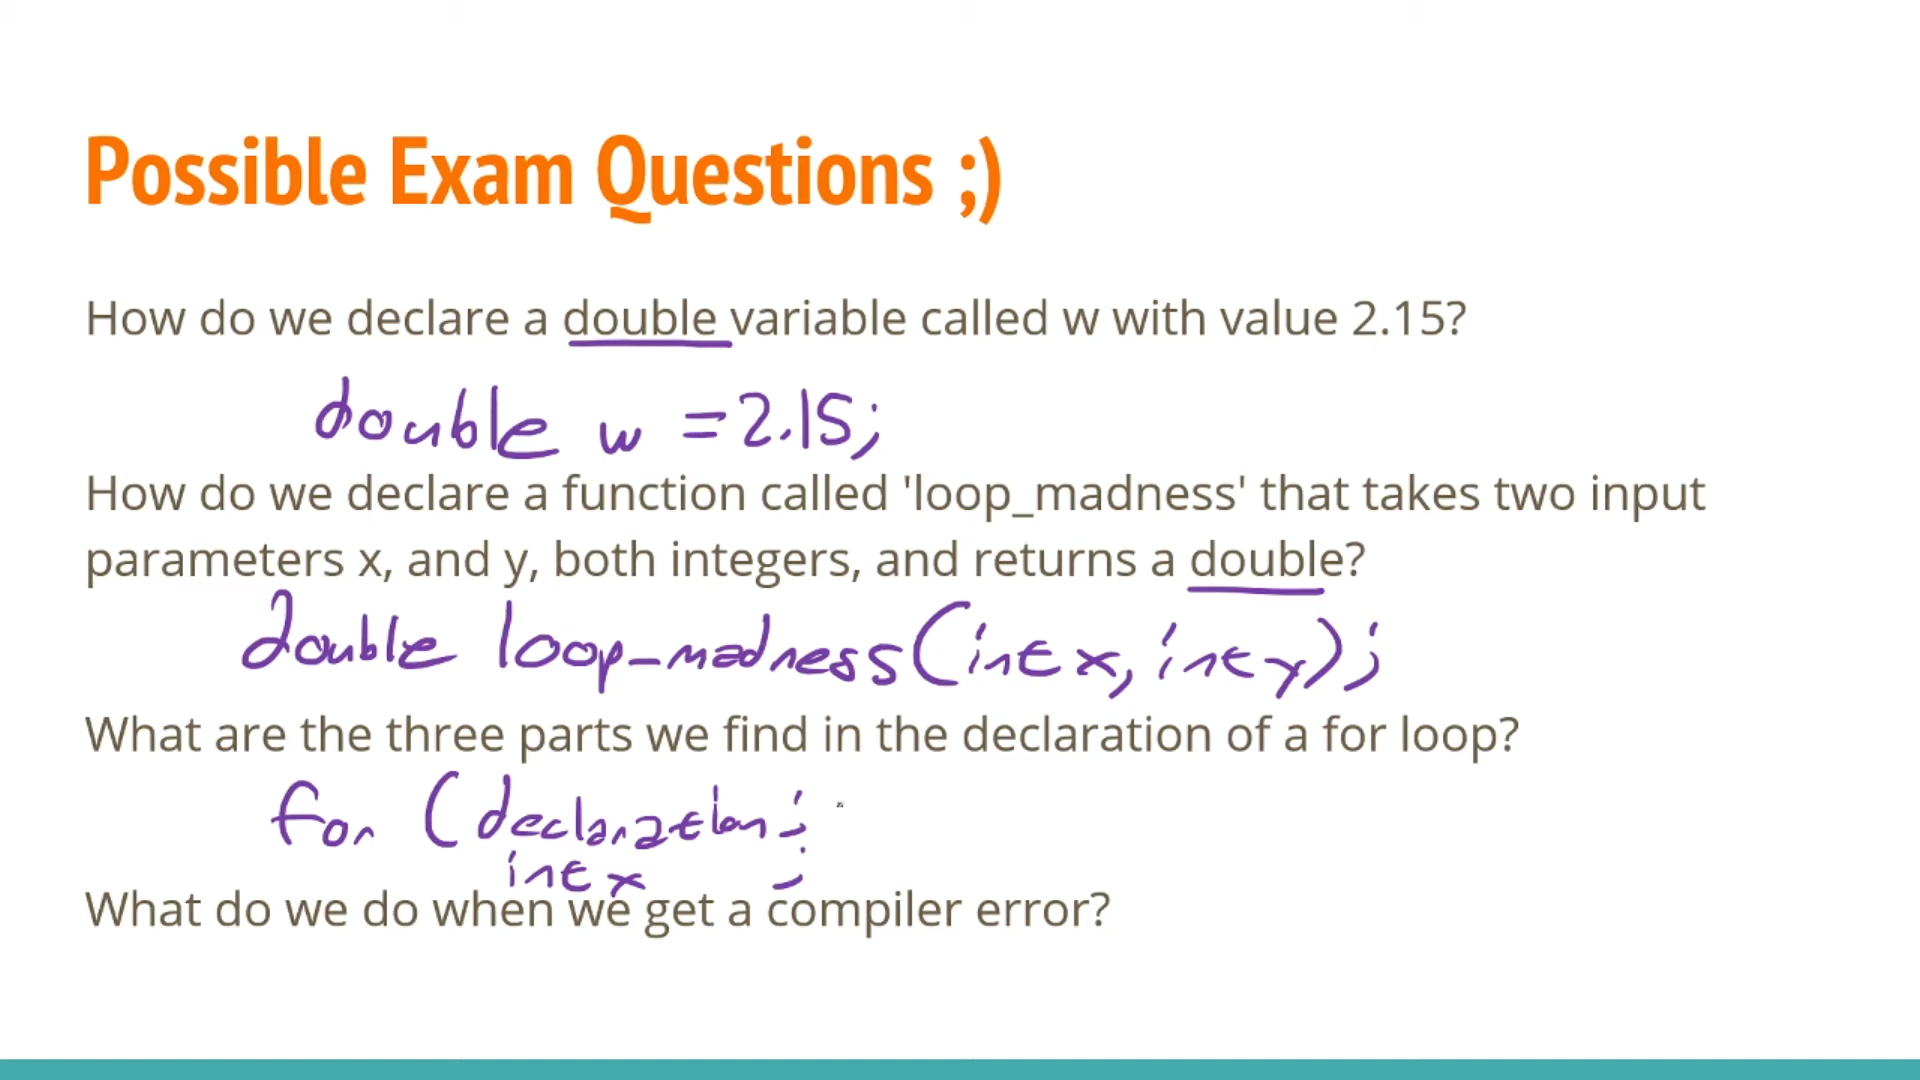 Possible Exam Questions ;)
How do we declare a double variable called w with value 2.15?
double w = 2.15;
How do we declare a function called 'loop_madness' that takes two input
parameters x, and y, both integers, and returns a double?
double loop_madness(int x, int y);
What are the three parts we find in the declaration of a for loop?
for (declaration;
int x ;
What do we do when we get a compiler error?